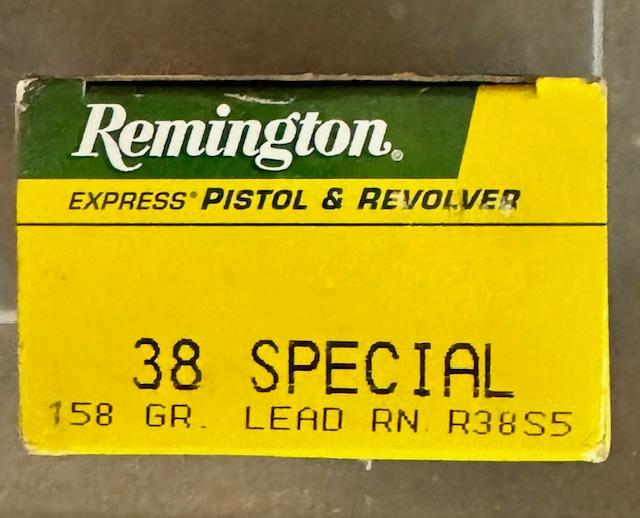 Remington®
EXPRESS® PISTOL & REVOLVER
38 SPECIAL
158 GR. LEAD RN R38S5